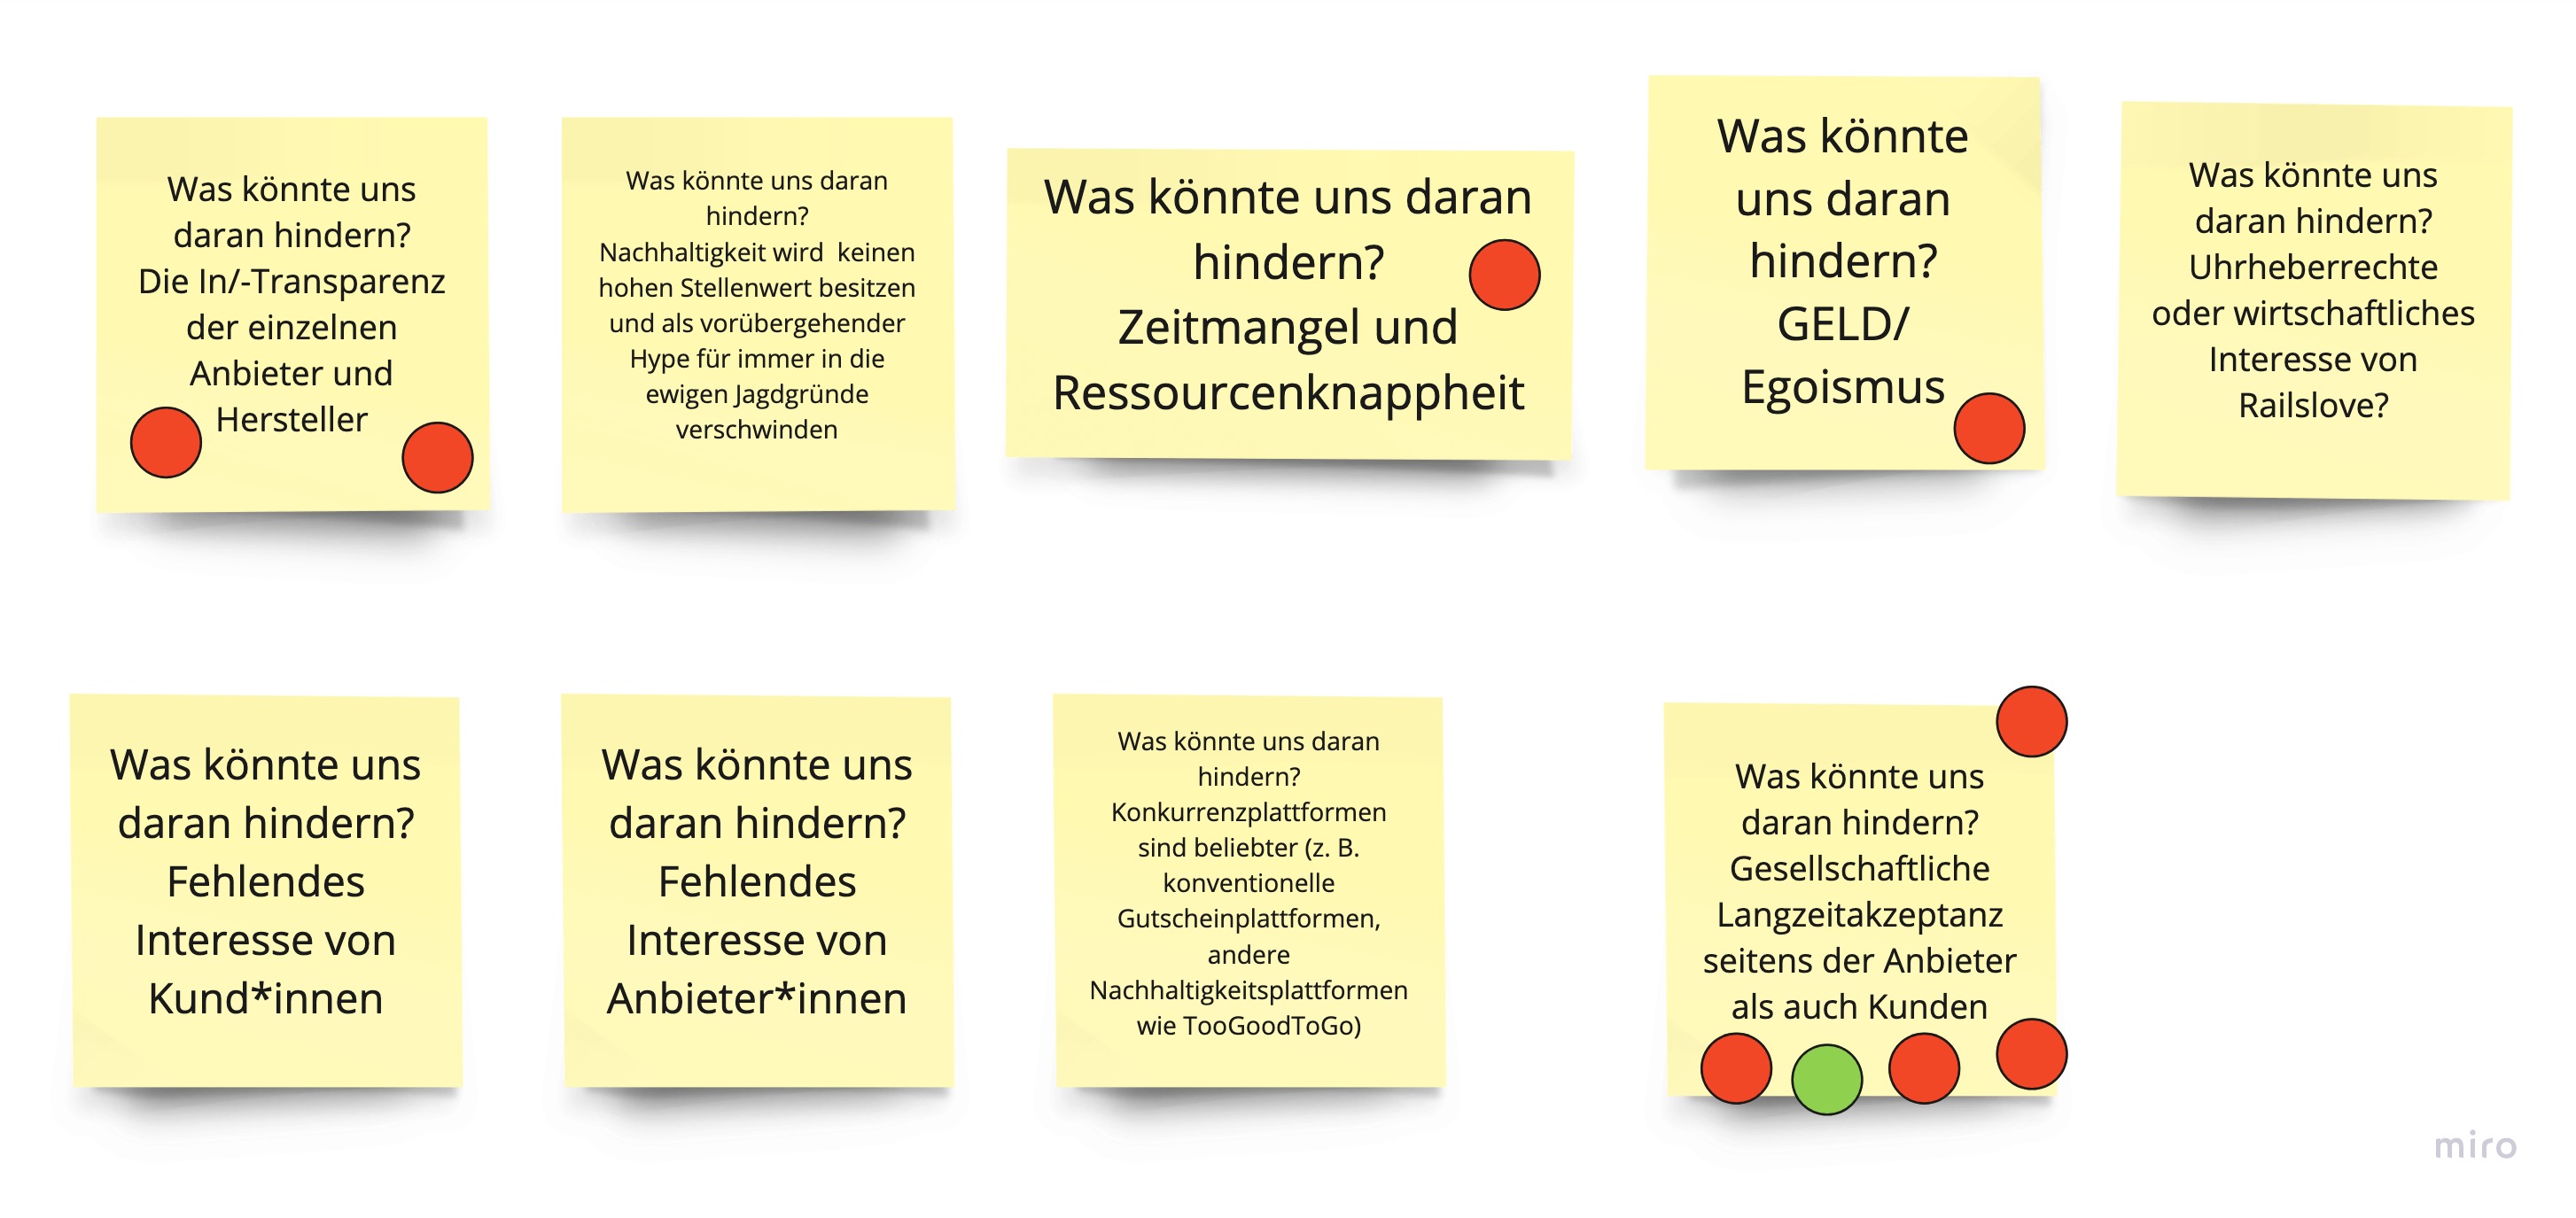 Was könnte uns
daran hindern?
Die In/-Transparenz
der einzelnen
Anbieter und
Hersteller
Was könnte uns daran
hindern?
Nachhaltigkeit wird  keinen
hohen Stellenwert besitzen
und als vorübergehender
Hype für immer in die
ewigen Jagdgründe
verschwinden
Was könnte uns daran
hindern?
Zeitmangel und
Ressourcenknappheit
Was könnte
uns daran
hindern?
GELD/
Egoismus
Was könnte uns
daran hindern?
Uhrheberrechte
oder wirtschaftliches
Interesse von
Railslove?
Was könnte uns
daran hindern?
Fehlendes
Interesse von
Kund*innen
Was könnte uns
daran hindern?
Fehlendes
Interesse von
Anbieter*innen
Was könnte uns daran
hindern?
Konkurrenzplattformen
sind beliebter (z. B.
konventionelle
Gutscheinplattformen,
andere
Nachhaltigkeitsplattformen
wie TooGoodToGo)
Was könnte uns
daran hindern?
Gesellschaftliche
Langzeitakzeptanz
seitens der Anbieter
als auch Kunden
miro